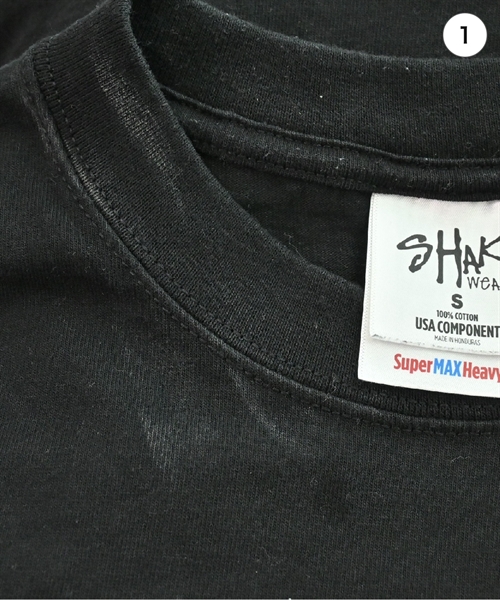 1
SHAK
WEA
S
100% COTTON
USA COMPONENT
MADE IN HONDURAS
SuperMAXHeavy